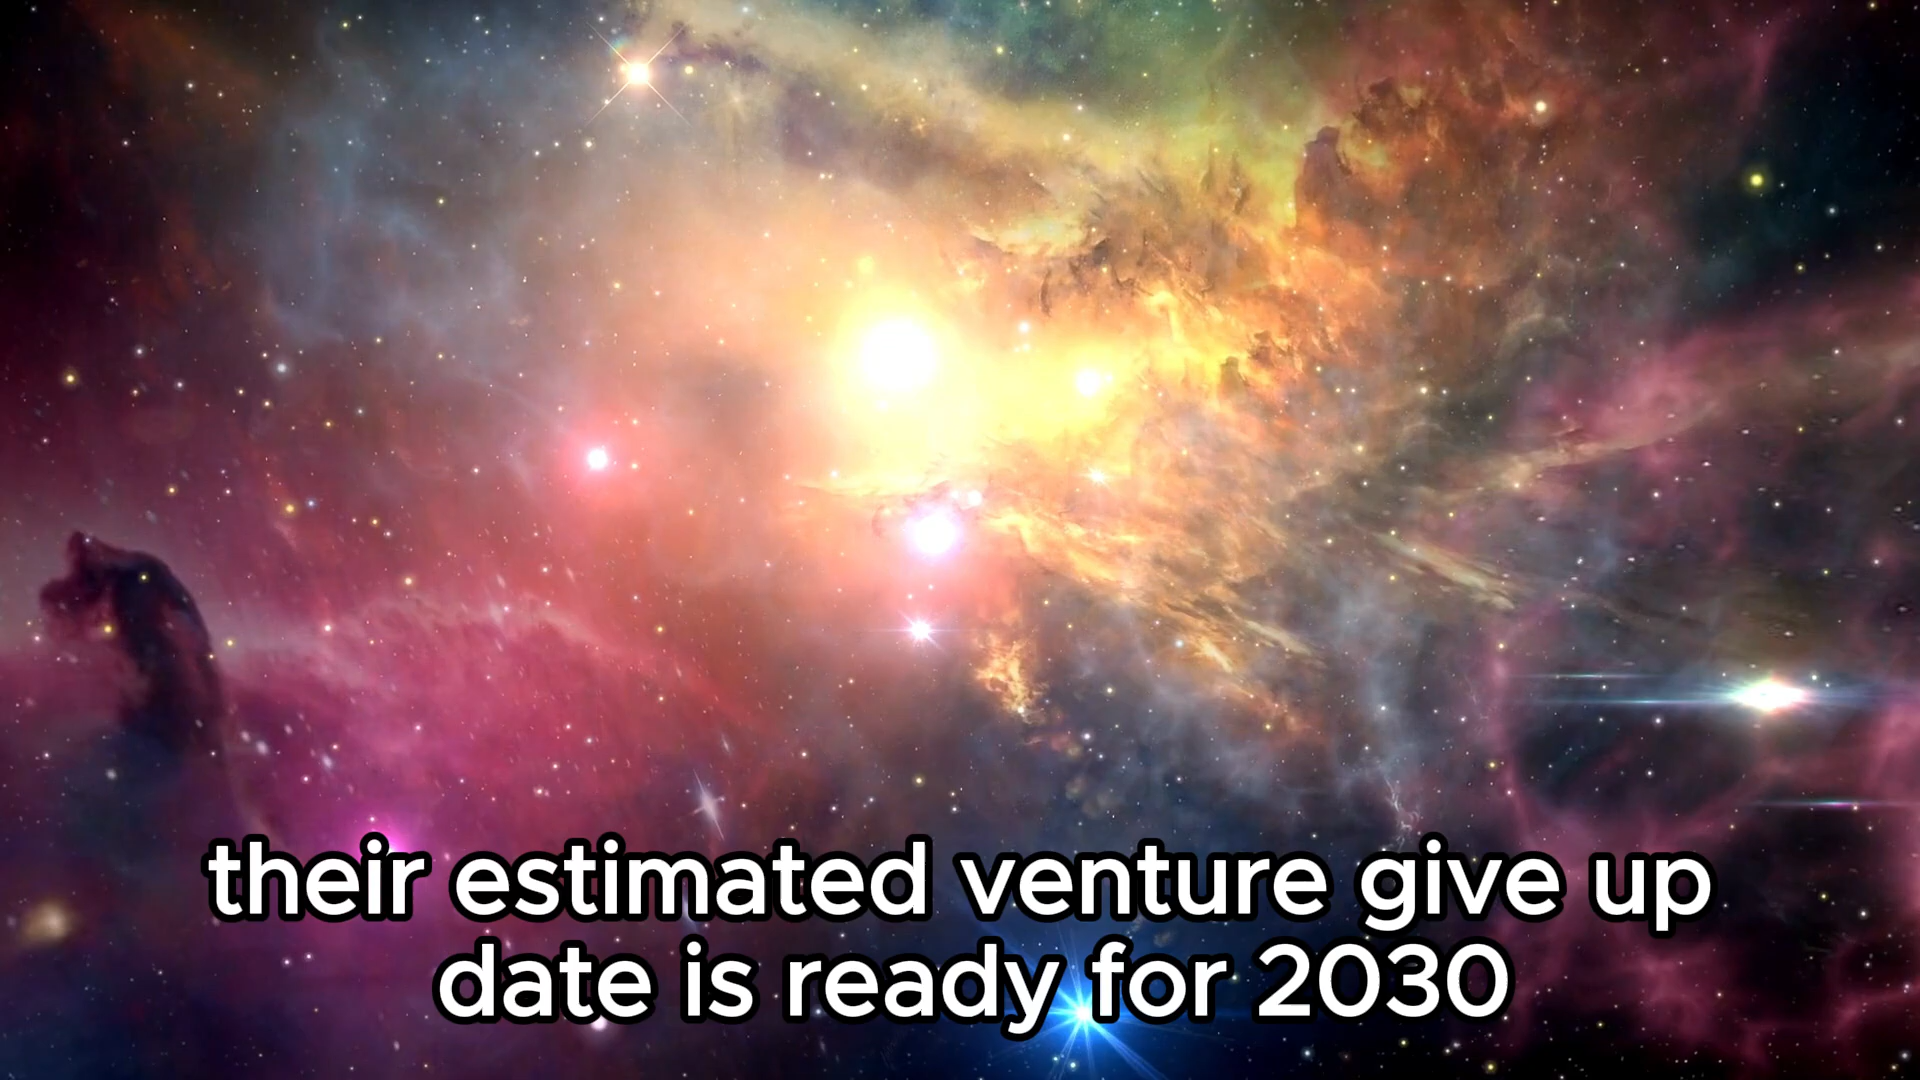 their estimated venture give up
date is ready for 2030